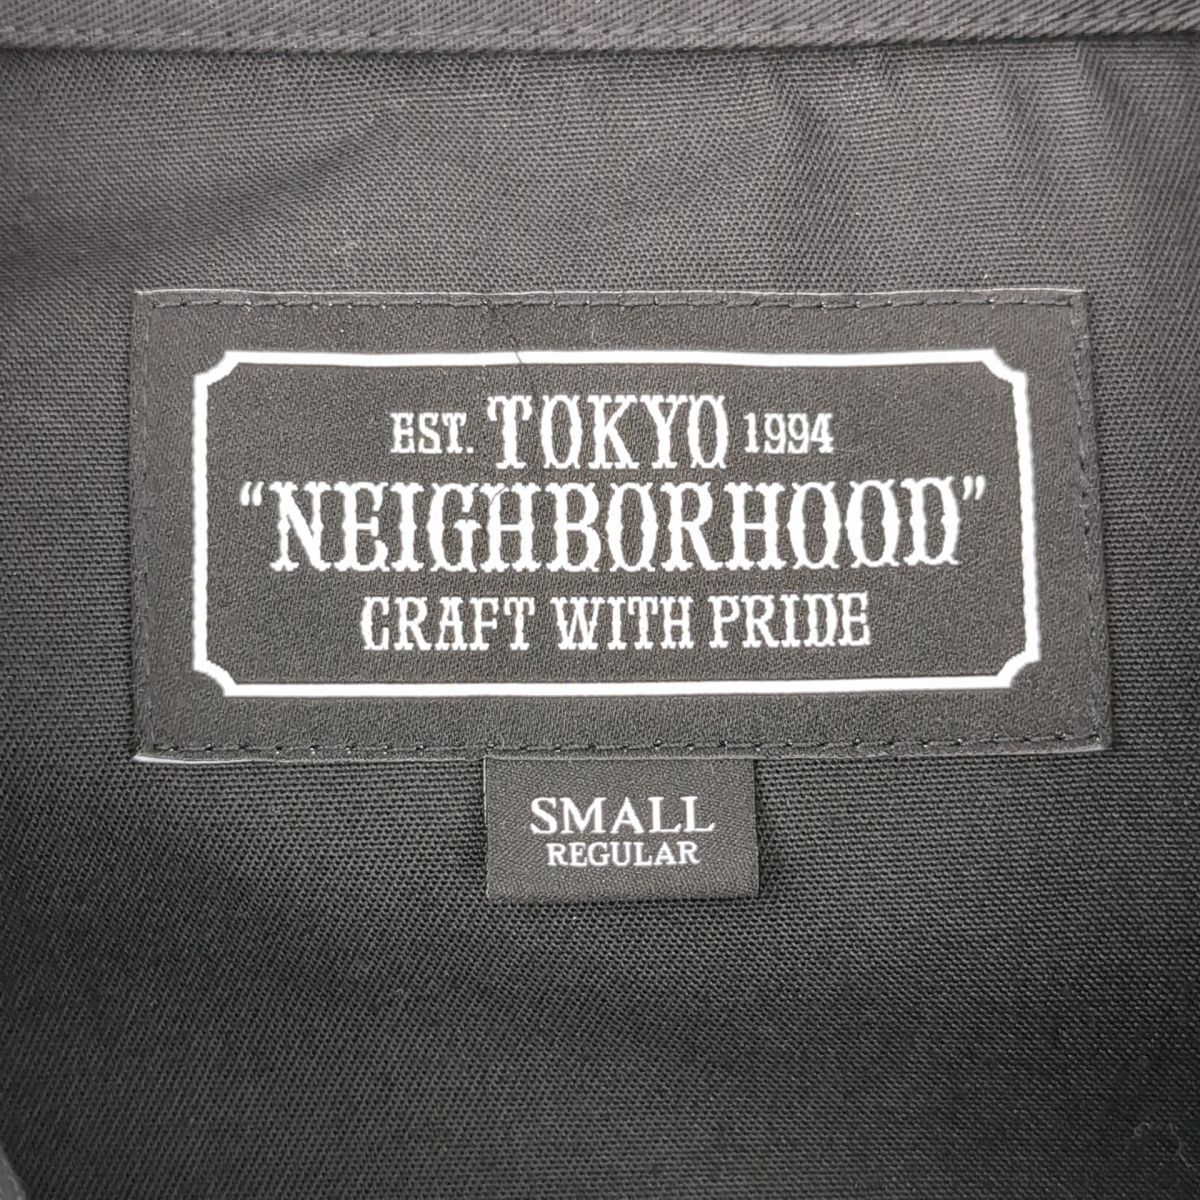 EST. TOKYO 1994
"NEIGHBORHOOD"
CRAFT WITH PRIDE
SMALL
REGULAR